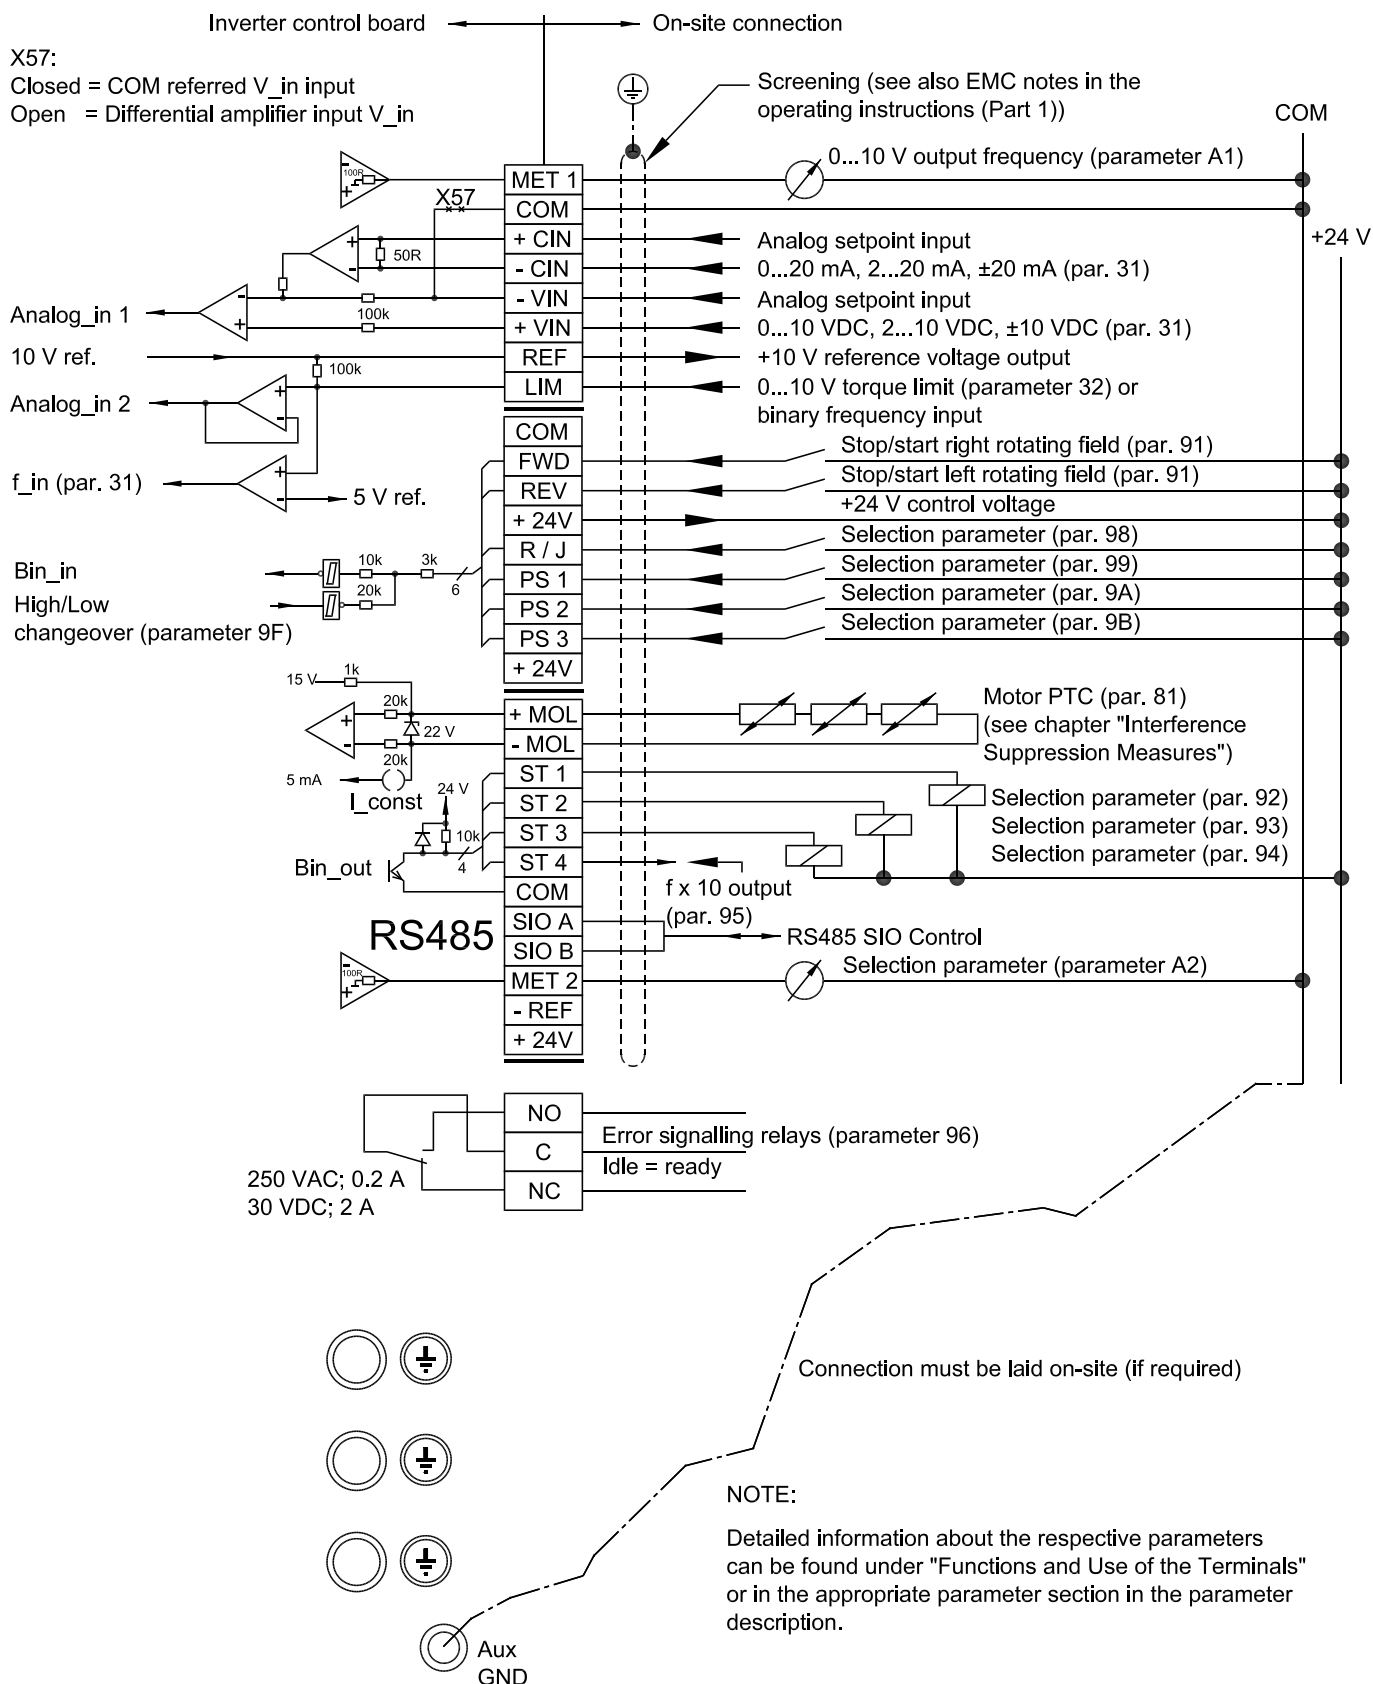 Inverter control board
On-site connection
X57:
Closed = COM referred V_in input
Open = Differential amplifier input V_in
Screening (see also EMC notes in the
operating instructions (Part 1))
COM
+24 V
100R
MET 1
0...10 V output frequency (parameter A1)
X57
COM
+ CIN
Analog setpoint input
50R
- CIN
0...20 mA, 2...20 mA, ±20 mA (par. 31)
- VIN
Analog setpoint input
Analog_in 1
100k
+ VIN
0...10 VDC, 2...10 VDC, ±10 VDC (par. 31)
10 V ref.
REF
+10 V reference voltage output
100k
Analog_in 2
LIM
0...10 V torque limit (parameter 32) or
binary frequency input
COM
FWD
Stop/start right rotating field (par. 91)
f_in (par. 31)
5 V ref.
REV
Stop/start left rotating field (par. 91)
+ 24V
+24 V control voltage
R / J
Selection parameter (par. 98)
Bin_in
10k
3k
6
PS 1
Selection parameter (par. 99)
High/Low
changeover (parameter 9F)
20k
PS 2
Selection parameter (par. 9A)
PS 3
Selection parameter (par. 9B)
+ 24V
15 V
1k
20k
+ MOL
Motor PTC (par. 81)
(see chapter "Interference
Suppression Measures")
22 V
- MOL
20k
5 mA
I_const
ST 1
24 V
ST 2
Selection parameter (par. 92)
10k
ST 3
Selection parameter (par. 93)
4
Bin_out
ST 4
Selection parameter (par. 94)
COM
f x 10 output
(par. 95)
RS485
SIO A
SIO B
RS485 SIO Control
100R
MET 2
Selection parameter (parameter A2)
- REF
+ 24V
NO
Error signalling relays (parameter 96)
C
Idle = ready
250 VAC; 0.2 A
30 VDC; 2 A
NC
Connection must be laid on-site (if required)
NOTE:
Detailed information about the respective parameters
can be found under "Functions and Use of the Terminals"
or in the appropriate parameter section in the parameter
description.
Aux
GND